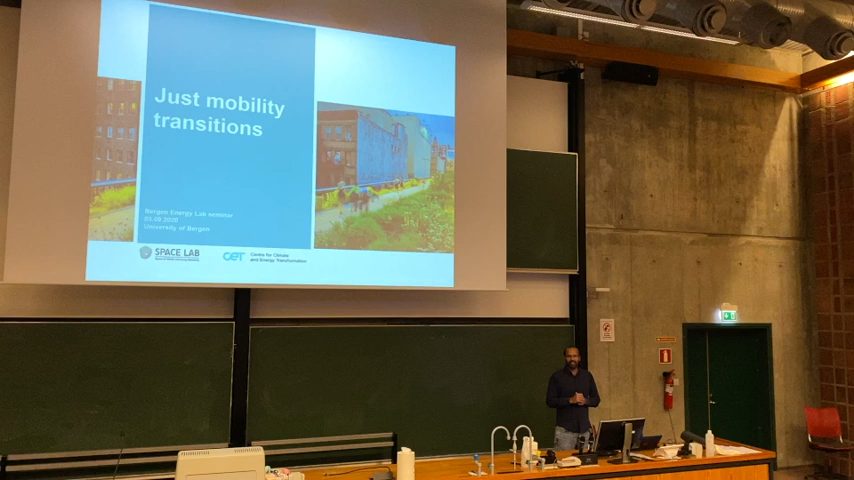 Just mobility
transitions
Bergen Energy Lab seminar
University of Bergen
SPACE LAB
CET
Centre for Climate
and Energy Transformation